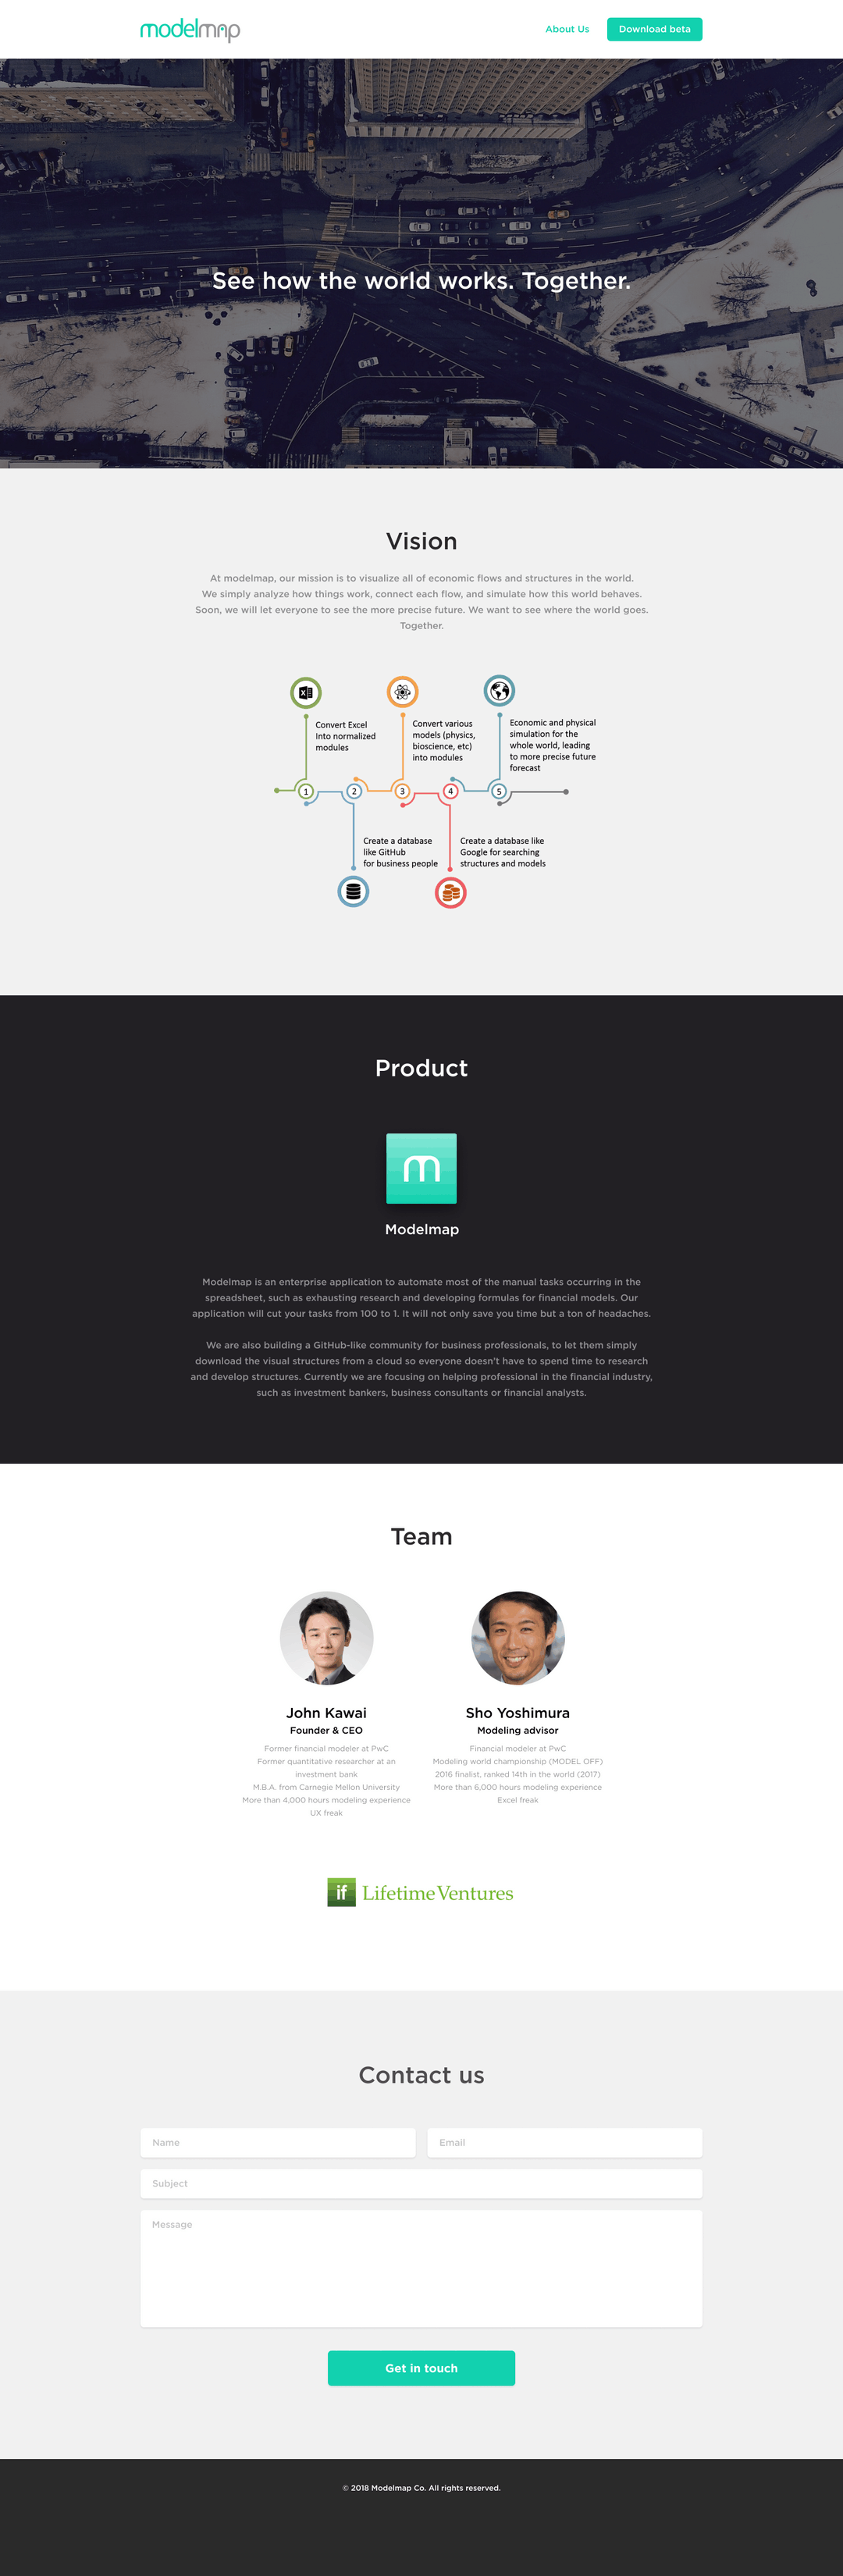 modelmap
About Us
Download beta
See how the world works. Together.
Vision
At modelmap, our mission is to visualize all of economic flows and structures in the world.
We simply analyze how things work, connect each flow, and simulate how this world behaves.
Soon, we will let everyone to see the more precise future. We want to see where the world goes.
Together.
Convert Excel
Into normalized
modules
Convert various
models (physics,
bioscience, etc)
into modules
Economic and physical
simulation for the
whole world, leading
to more precise future
forecast
1
2
3
4
5
Create a database
like GitHub
for business people
Create a database like
Google for searching
structures and models
Product
m
Modelmap
Modelmap is an enterprise application to automate most of the manual tasks occurring in the
spreadsheet, such as exhausting research and developing formulas for financial models. Our
application will cut your tasks from 100 to 1. It will not only save you time but a ton of headaches.
We are also building a GitHub-like community for business professionals, to let them simply
download the visual structures from a cloud so everyone doesn't have to spend time to research
and develop structures. Currently we are focusing on helping professional in the financial industry,
such as investment bankers, business consultants or financial analysts.
Team
John Kawai
Founder & CEO
Former financial modeler at PwC
Former quantitative researcher at an
investment bank
M.B.A. from Carnegie Mellon University
More than 4,000 hours modeling experience
UX freak
Sho Yoshimura
Modeling advisor
Financial modeler at PwC
Modeling world championship (MODEL OFF)
2016 finalist, ranked 14th in the world (2017)
More than 6,000 hours modeling experience
Excel freak
if LifetimeVentures
Contact us
Name
Email
Subject
Message
Get in touch
© 2018 Modelmap Co. All rights reserved.